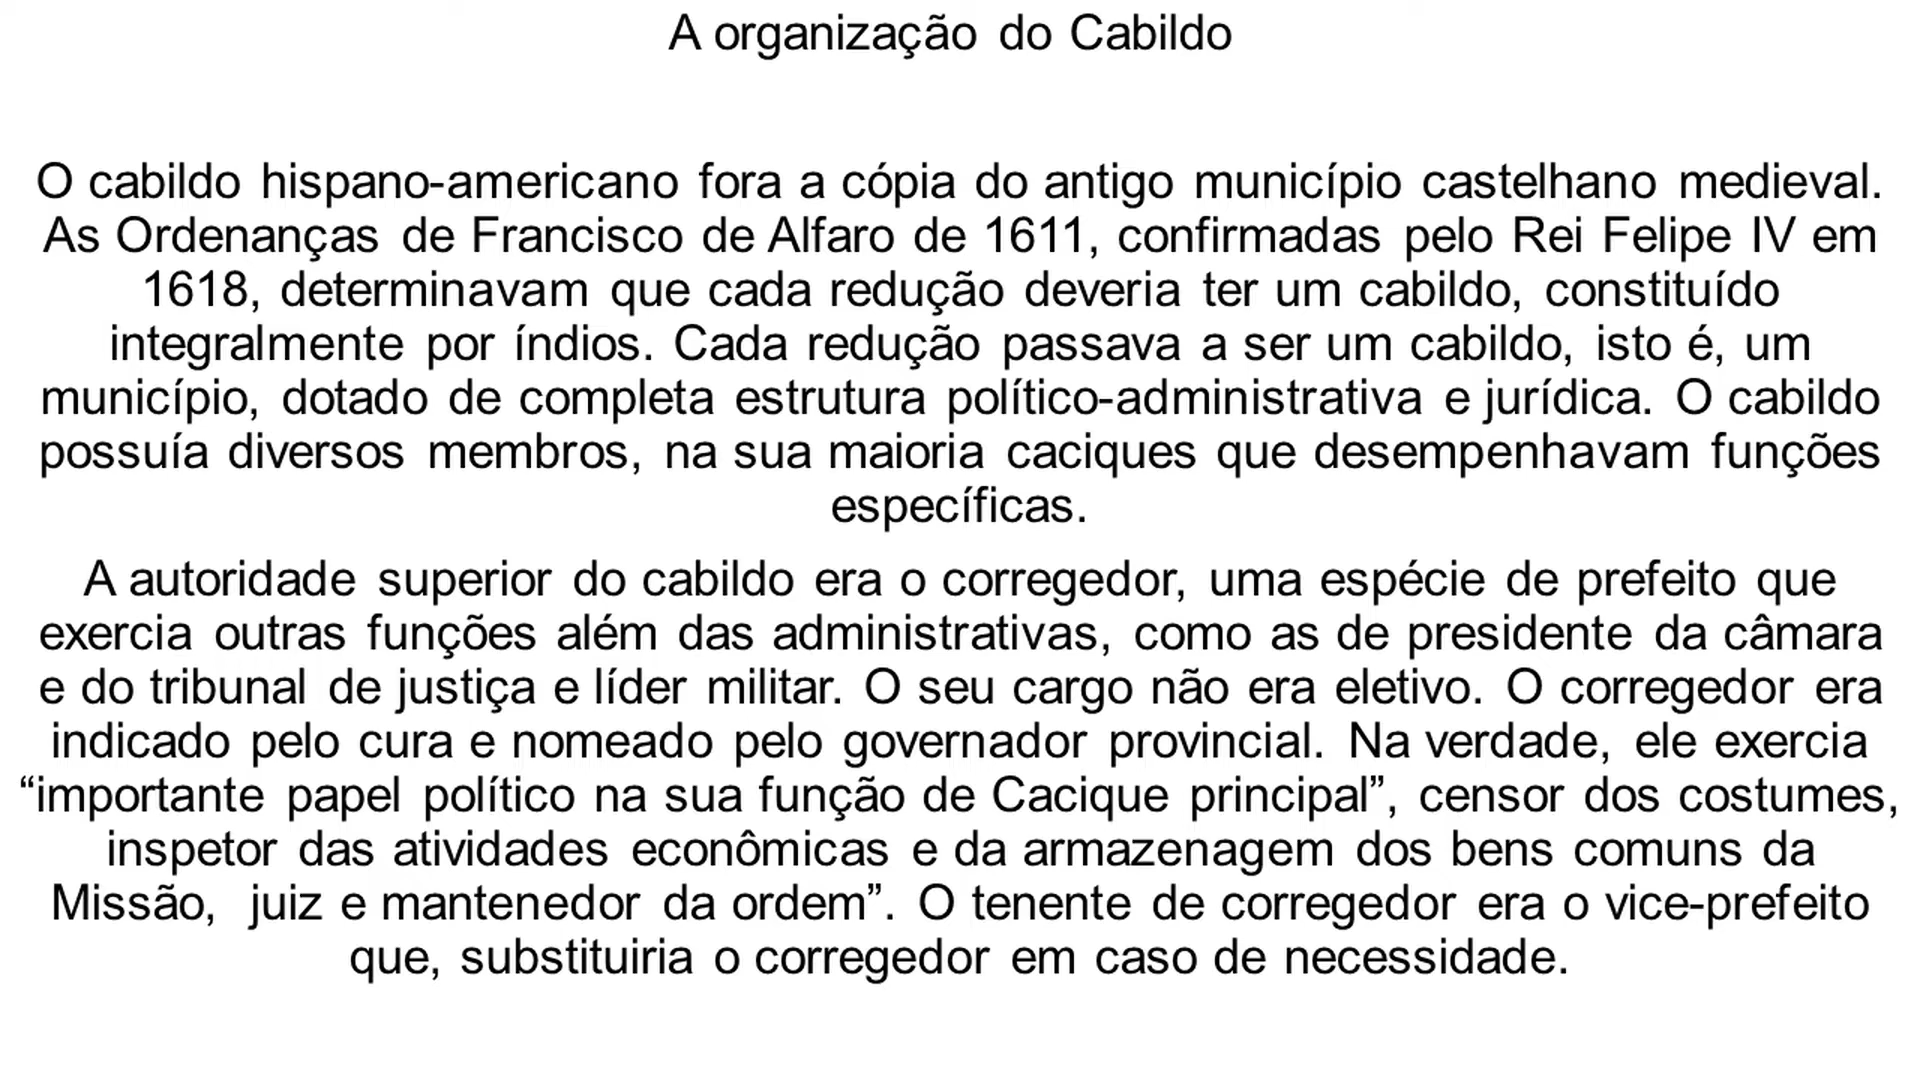 A organização do Cabildo
O cabildo hispano-americano fora a cópia do antigo município castelhano medieval.
As Ordenanças de Francisco de Alfaro de 1611, confirmadas pelo Rei Felipe IV em
1618, determinavam que cada redução deveria ter um cabildo, constituído
integralmente por índios. Cada redução passava a ser um cabildo, isto é, um
município, dotado de completa estrutura político-administrativa e jurídica. O cabildo
possuía diversos membros, na sua maioria caciques que desempenhavam funções
específicas.
A autoridade superior do cabildo era o corregedor, uma espécie de prefeito que
exercia outras funções além das administrativas, como as de presidente da câmara
e do tribunal de justiça e líder militar. O seu cargo não era eletivo. O corregedor era
indicado pelo cura e nomeado pelo governador provincial. Na verdade, ele exercia
“importante papel político na sua função de Cacique principal”, censor dos costumes,
inspetor das atividades econômicas e da armazenagem dos bens comuns da
Missão, juiz e mantenedor da ordem”. O tenente de corregedor era o vice-prefeito
que, substituiria o corregedor em caso de necessidade.